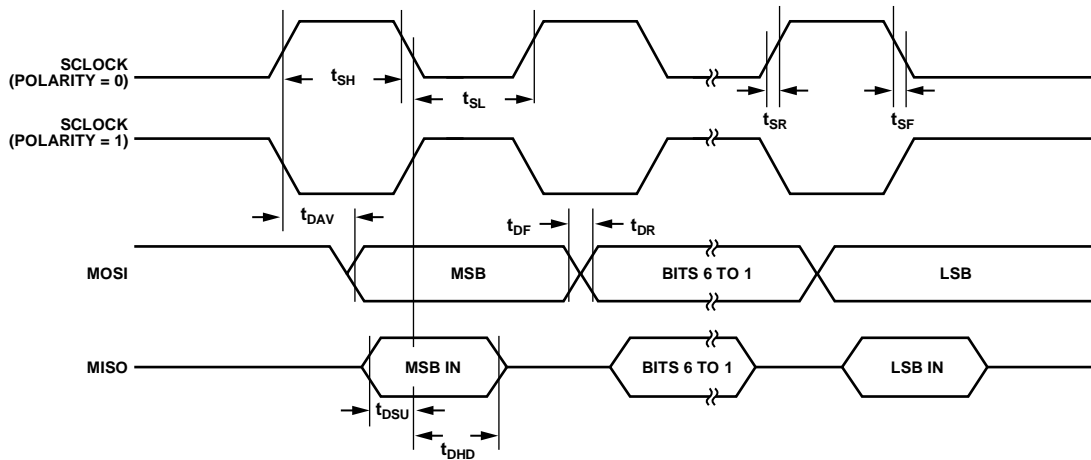 SCLOCK
(POLARITY = 0)
tSH
tSL
tSR
tSF
SCLOCK
(POLARITY = 1)
tDAV
tDF
tDR
MOSI
MSB
BITS 6 TO 1
LSB
MISO
MSB IN
BITS 6 TO 1
LSB IN
tDSU
tDHD